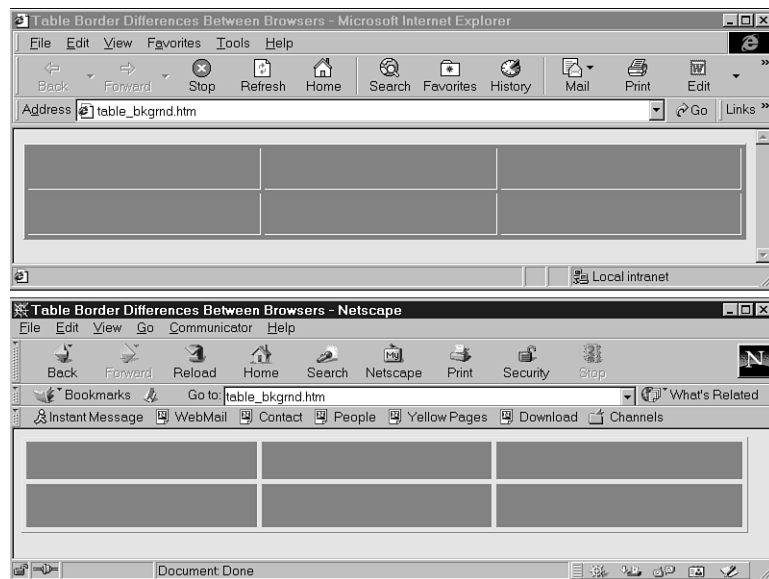 Table Border Differences Between Browsers - Microsoft Internet Explorer
File Edit View Favorites Tools Help
Back Forward Stop Refresh Home Search Favorites History Mail Print Edit »
Address table_bkgrnd.htm Go Links »
Local intranet
Table Border Differences Between Browsers - Netscape
File Edit View Go Communicator Help
Back Forward Reload Home Search Netscape Print Security Stop N
Bookmarks Go to: table_bkgrnd.htm What's Related
Instant Message WebMail Contact People Yellow Pages Download Channels
Document: Done